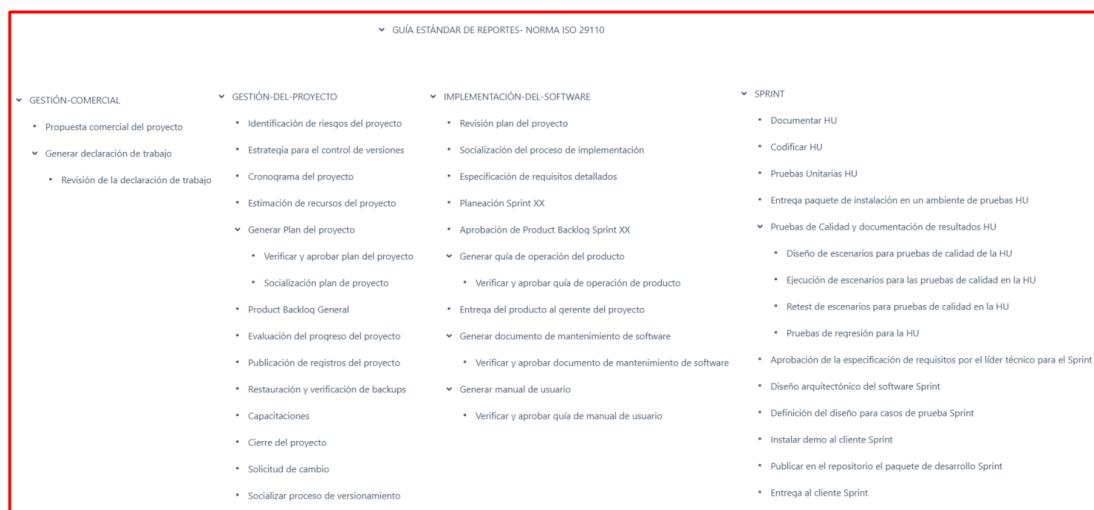 GUÍA ESTÁNDAR DE REPORTES- NORMA ISO 29110
GESTIÓN-COMERCIAL
Propuesta comercial del proyecto
Generar declaración de trabajo
Revisión de la declaración de trabajo
GESTIÓN-DEL-PROYECTO
Identificación de riesgos del proyecto
Estrategia para el control de versiones
Cronograma del proyecto
Estimación de recursos del proyecto
Generar Plan del proyecto
Verificar y aprobar plan del proyecto
Socialización plan de proyecto
Product Backlog General
Evaluación del progreso del proyecto
Publicación de registros del proyecto
Restauración y verificación de backups
Capacitaciones
Cierre del proyecto
Solicitud de cambio
Socializar proceso de versionamiento
IMPLEMENTACIÓN-DEL-SOFTWARE
Revisión plan del proyecto
Socialización del proceso de implementación
Especificación de requisitos detallados
Planeación Sprint XX
Aprobación de Product Backlog Sprint XX
Generar guía de operación del producto
Verificar y aprobar guía de operación de producto
Entrega del producto al gerente del proyecto
Generar documento de mantenimiento de software
Verificar y aprobar documento de mantenimiento de software
Generar manual de usuario
Verificar y aprobar guía de manual de usuario
SPRINT
Documentar HU
Codificar HU
Pruebas Unitarias HU
Entrega paquete de instalación en un ambiente de pruebas HU
Pruebas de Calidad y documentación de resultados HU
Diseño de escenarios para pruebas de calidad de la HU
Ejecución de escenarios para las pruebas de calidad en la HU
Retest de escenarios para pruebas de calidad en la HU
Pruebas de regresión para la HU
Aprobación de la especificación de requisitos por el líder técnico para el Sprint
Diseño arquitectónico del software Sprint
Definición del diseño para casos de prueba Sprint
Instalar demo al cliente Sprint
Publicar en el repositorio el paquete de desarrollo Sprint
Entrega al cliente Sprint